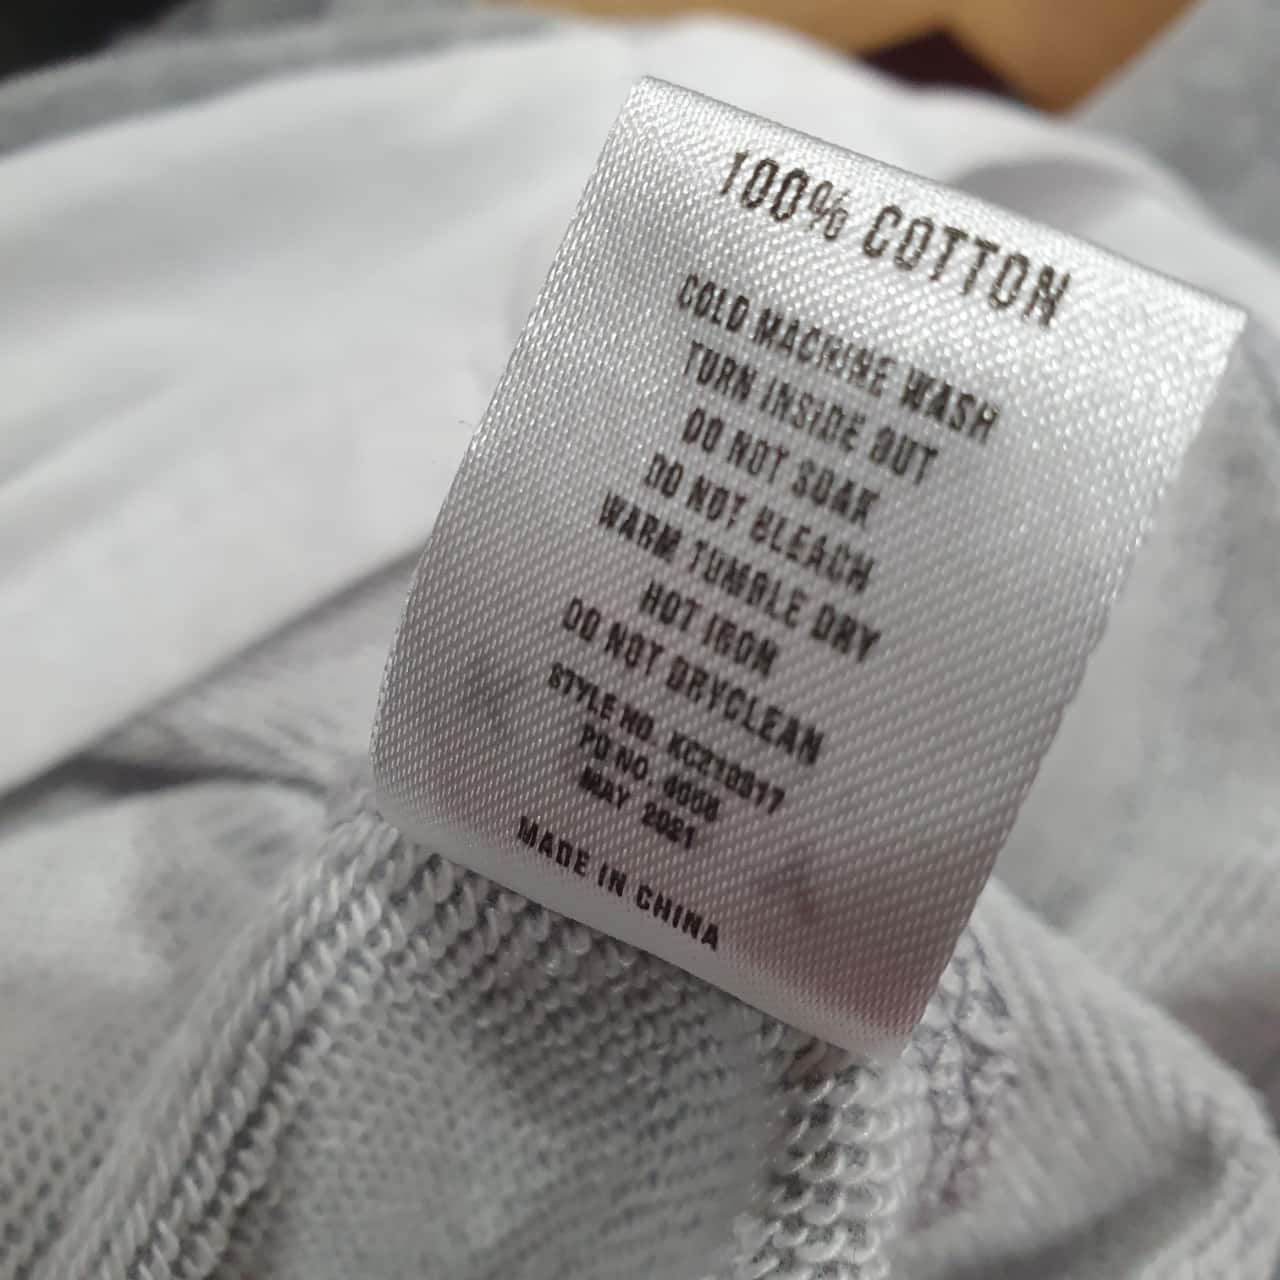 100% COTTON
COLD MACHINE WASH
TURN INSIDE OUT
DO NOT SOAK
DO NOT BLEACH
WARM TUMBLE DRY
HOT IRON
DO NOT DRYCLEAN
STYLE NO. KC210317
PO NO. 4008
MAY 2021
MADE IN CHINA